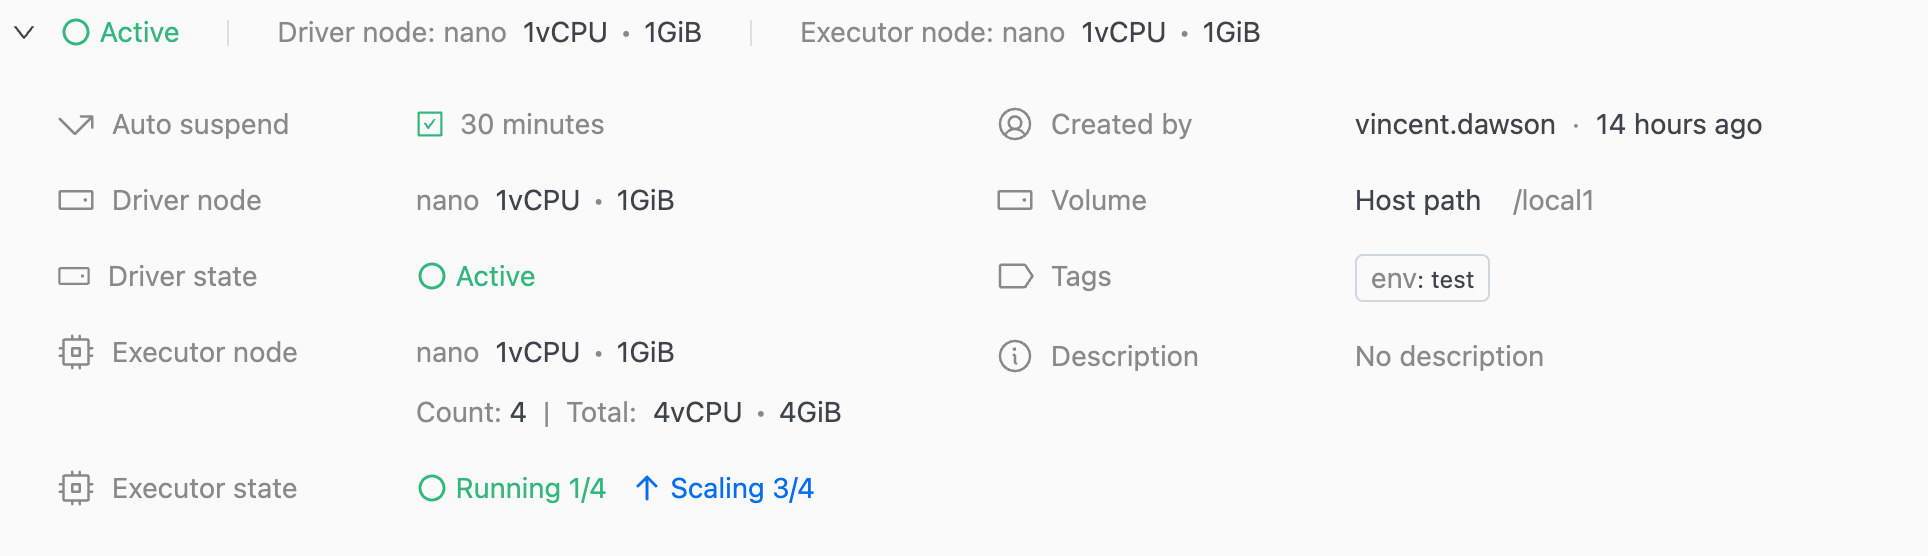 Active | Driver node: nano 1vCPU • 1GiB | Executor node: nano 1vCPU • 1GiB
Auto suspend 30 minutes Created by vincent.dawson · 14 hours ago
Driver node nano 1vCPU • 1GiB Volume Host path /local1
Driver state Active Tags env: test
Executor node nano 1vCPU • 1GiB Description No description
Count: 4 | Total: 4vCPU • 4GiB
Executor state Running 1/4 ↑ Scaling 3/4